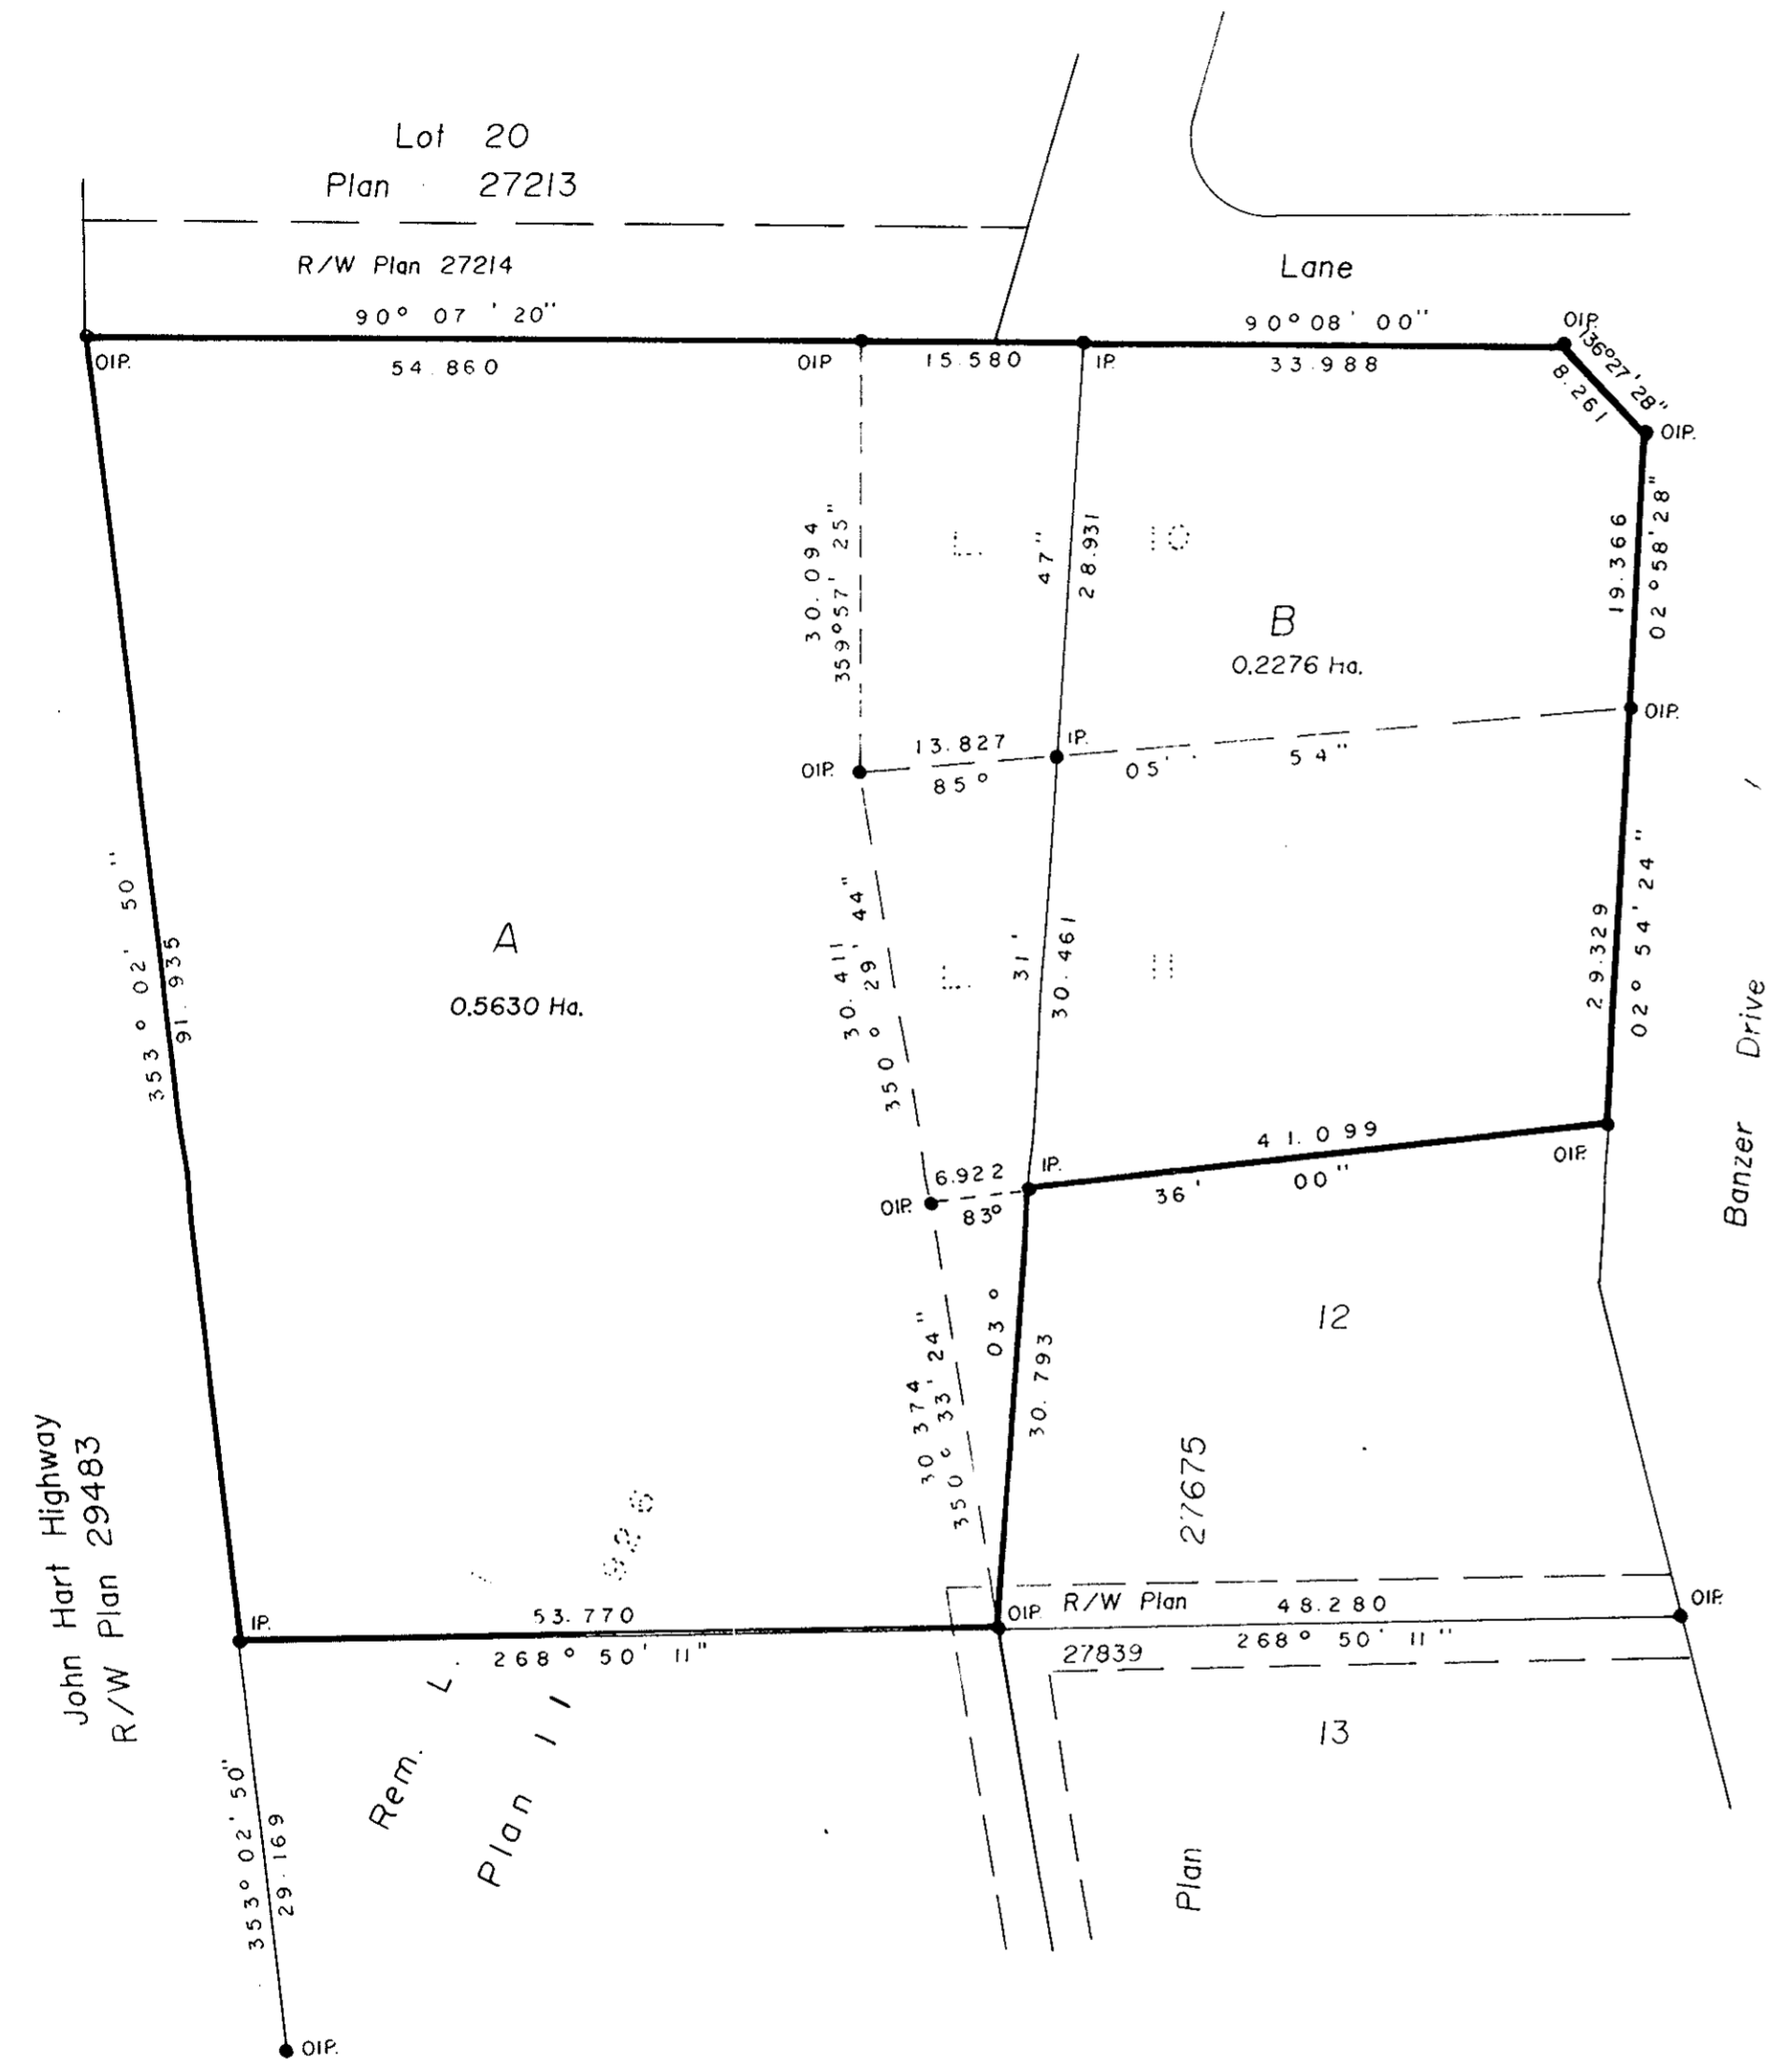 Lot 20
Plan 27213
R/W Plan 27214
Lane
90° 07' 20"
90° 08' 00"
OIP.
136°27'28"
8.261
OIP.
54.860
OIP
15.580
IP.
33.988
OIP.
19.366
02°58'28"
30.094
359°57' 25"
47"
28.931
10
B
0.2276 Ha.
OIP.
13.827
IP.
OIP.
85°
05'
54"
353° 02' 50"
91.935
A
0.5630 Ha.
30.411
350° 29' 44"
31'
30.461
11
29.329
02° 54' 24"
Banzer Drive
41.099
OIP.
6.922
IP.
OIP.
83°
36'
00"
03°
30.793
12
30 374
350° 33' 24"
John Hart Highway
R/W Plan 29483
27675
IP.
53.770
268° 50' 11"
OIP.
R/W Plan
48.280
OIP.
268° 50' 11"
27839
13
Rem. L
Plan 11
Plan
353° 02' 50"
29.169
OIP.